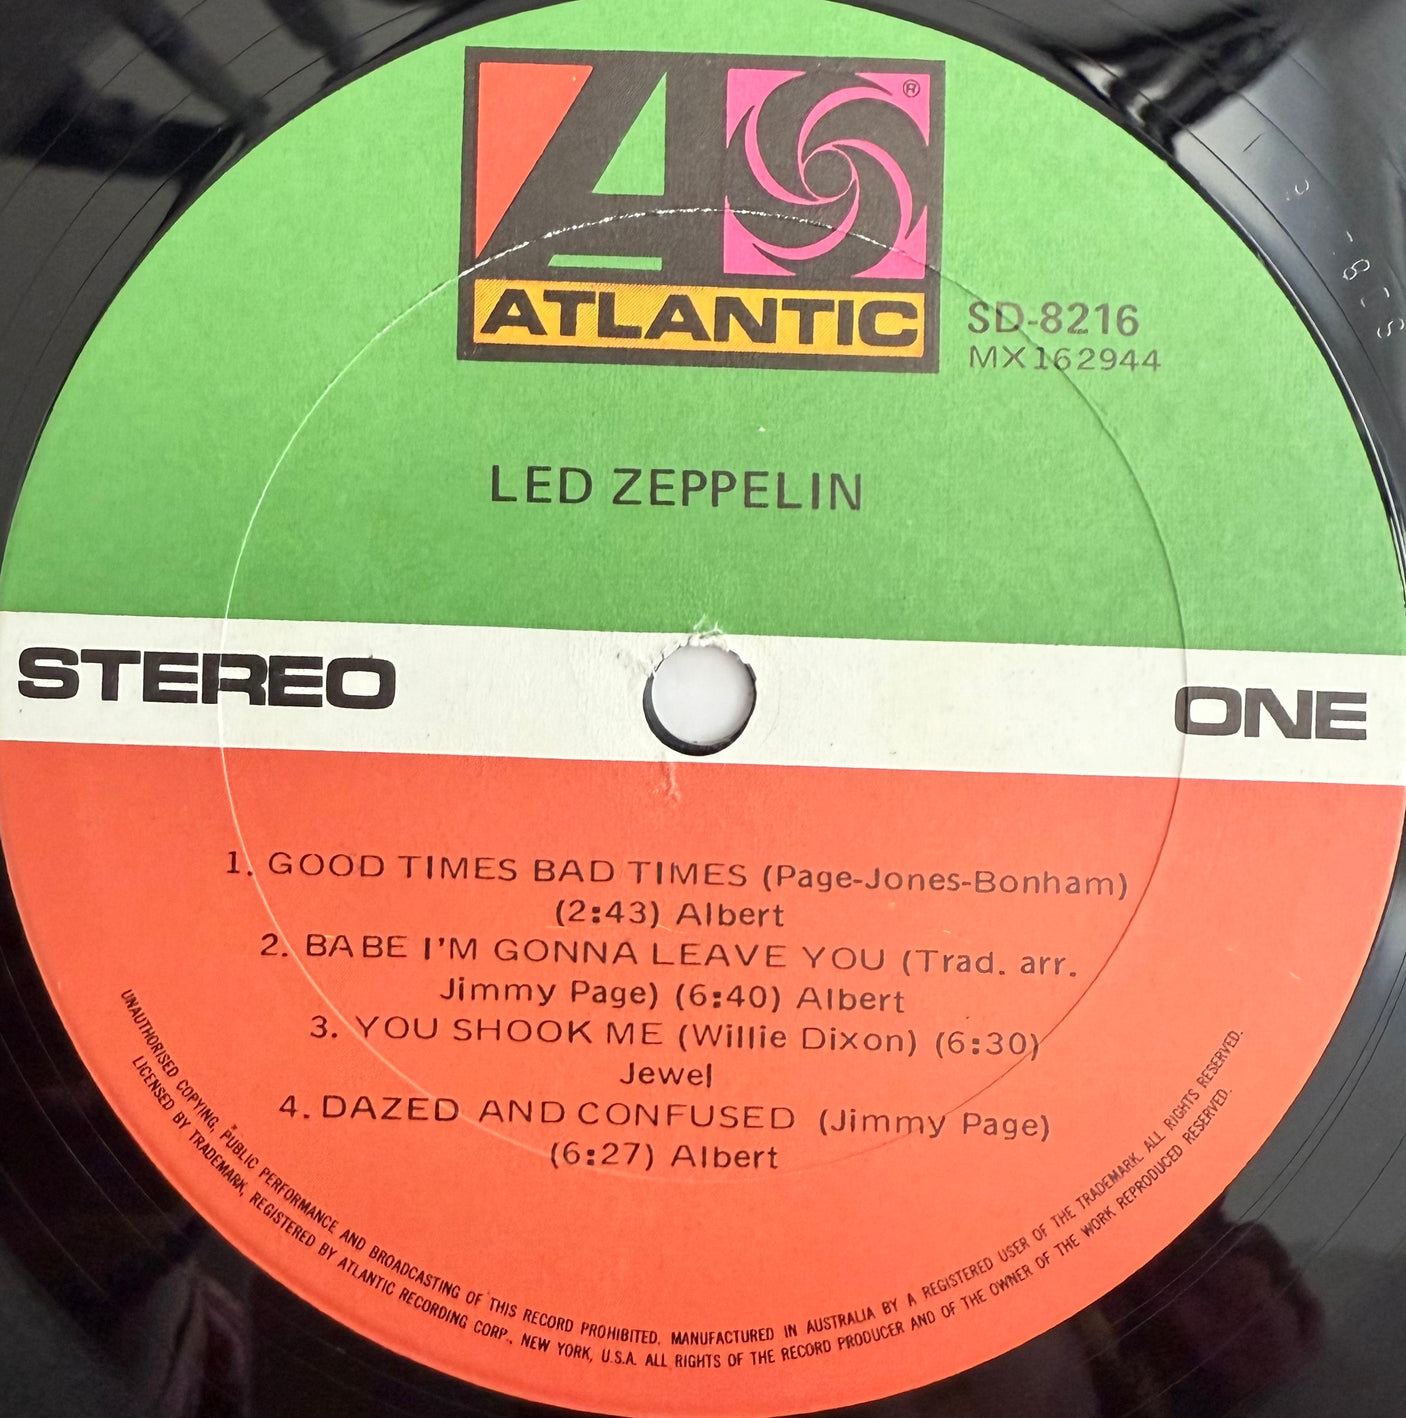 ®
ATLANTIC
SD-8216
MX162944
LED ZEPPELIN
STEREO
ONE
1. GOOD TIMES BAD TIMES (Page-Jones-Bonham)
(2:43) Albert
2. BABE I'M GONNA LEAVE YOU (Trad. arr.
Jimmy Page) (6:40) Albert
3. YOU SHOOK ME (Willie Dixon) (6:30)
Jewel
4. DAZED AND CONFUSED (Jimmy Page)
(6:27) Albert
UNAUTHORISED COPYING, PUBLIC PERFORMANCE AND BROADCASTING OF THIS RECORD PROHIBITED. MANUFACTURED IN AUSTRALIA BY A REGISTERED USER OF THE TRADEMARK. ALL RIGHTS RESERVED.
LICENSED BY TRADEMARK, REGISTERED BY ATLANTIC RECORDING CORP., NEW YORK, U.S.A. ALL RIGHTS OF THE RECORD PRODUCER AND OF THE OWNER OF THE WORK REPRODUCED RESERVED.